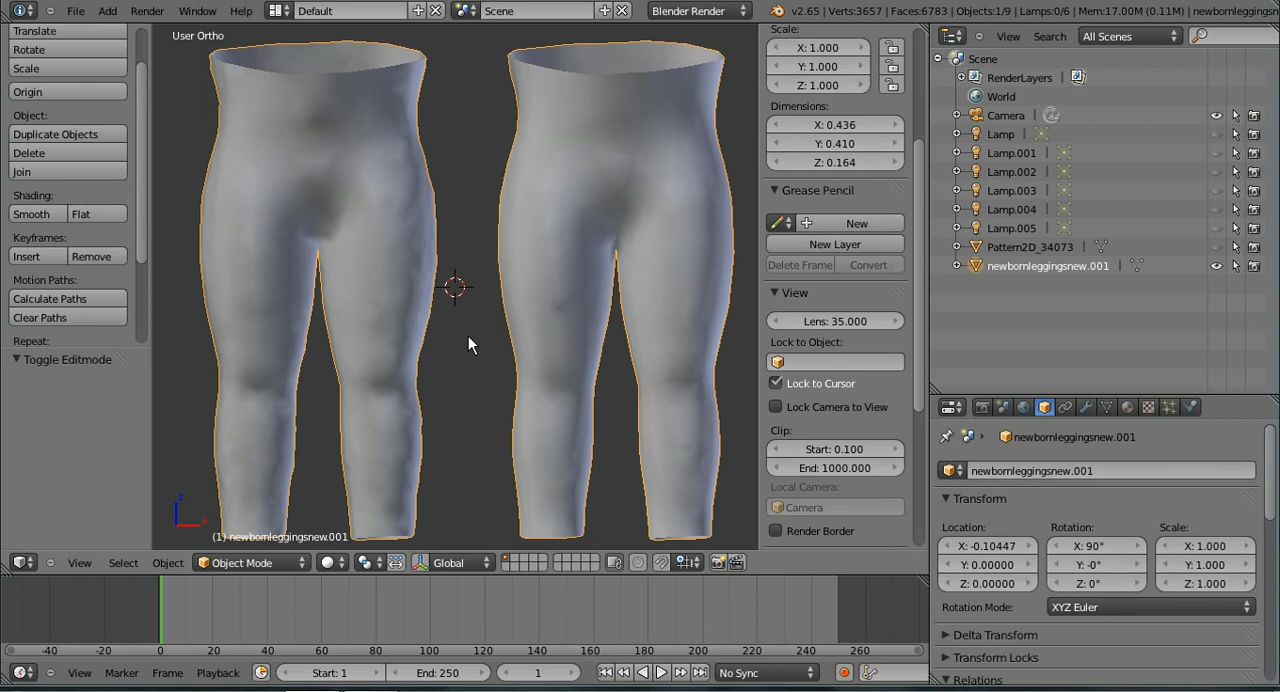 File Add Render Window Help Default Scene Blender Render v2.65 | Verts:3657 | Faces:6783 | Objects:1/9 | Lamps:0/6 | Mem:17.00M (0.11M) | newbornleggingsn
Translate
Rotate
Scale
Origin
Object:
Duplicate Objects
Delete
Join
Shading:
Smooth Flat
Keyframes:
Insert Remove
Motion Paths:
Calculate Paths
Clear Paths
Repeat:
Toggle Editmode
User Ortho
z
x
(1) newbornleggingsnew.001
Scale:
X: 1.000
Y: 1.000
Z: 1.000
Dimensions:
X: 0.436
Y: 0.410
Z: 0.164
Grease Pencil
New
New Layer
Delete Frame Convert
View
Lens: 35.000
Lock to Object:
Lock to Cursor
Lock Camera to View
Clip:
Start: 0.100
End: 1000.000
Local Camera:
Camera
Render Border
View Select Object Object Mode Global
-40 -20 0 20 40 60 80 100 120 140 160 180 200 220 240 260
View Marker Frame Playback Start: 1 End: 250 1 No Sync
View Search All Scenes
Scene
RenderLayers
World
Camera
Lamp
Lamp.001
Lamp.002
Lamp.003
Lamp.004
Lamp.005
Pattern2D_34073
newbornleggingsnew.001
newbornleggingsnew.001
newbornleggingsnew.001
Transform
Location: Rotation: Scale:
X: -0.10447 X: 90° X: 1.000
Y: 0.00000 Y: -0° Y: 1.000
Z: 0.00000 Z: 0° Z: 1.000
Rotation Mode: XYZ Euler
Delta Transform
Transform Locks
Relations